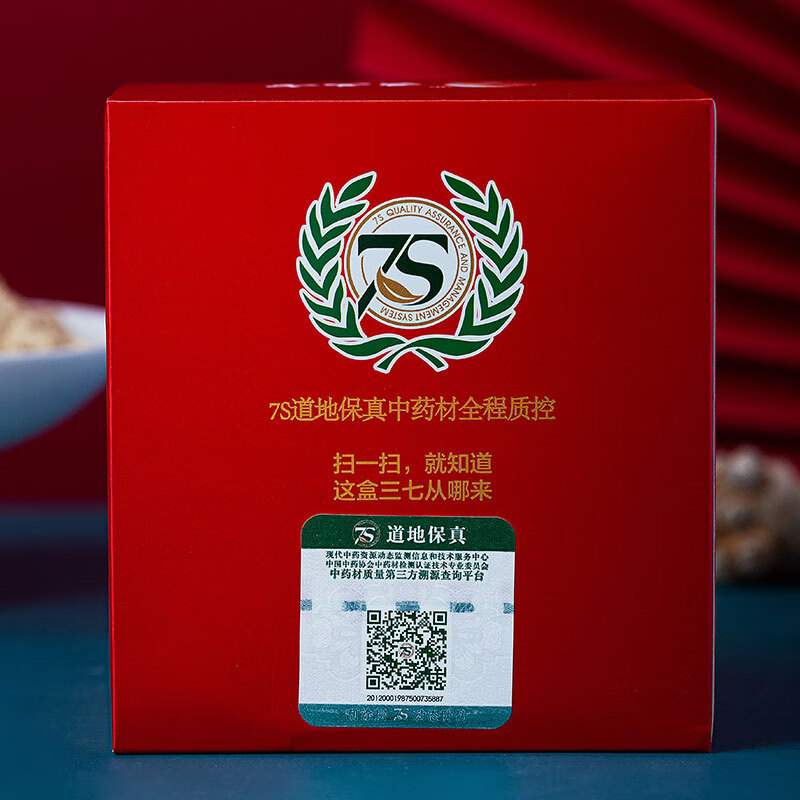 7S QUALITY ASSURANCE AND MANAGEMENT SYSTEM
7S
7S道地保真中药材全程质控
扫一扫，就知道
这盒三七从哪来
7S 道地保真
现代中药资源动态监测信息和技术服务中心
中国中药协会中药材检测认证技术专业委员会
中药材质量第三方溯源查询平台
7S
20120001987500735887
7S